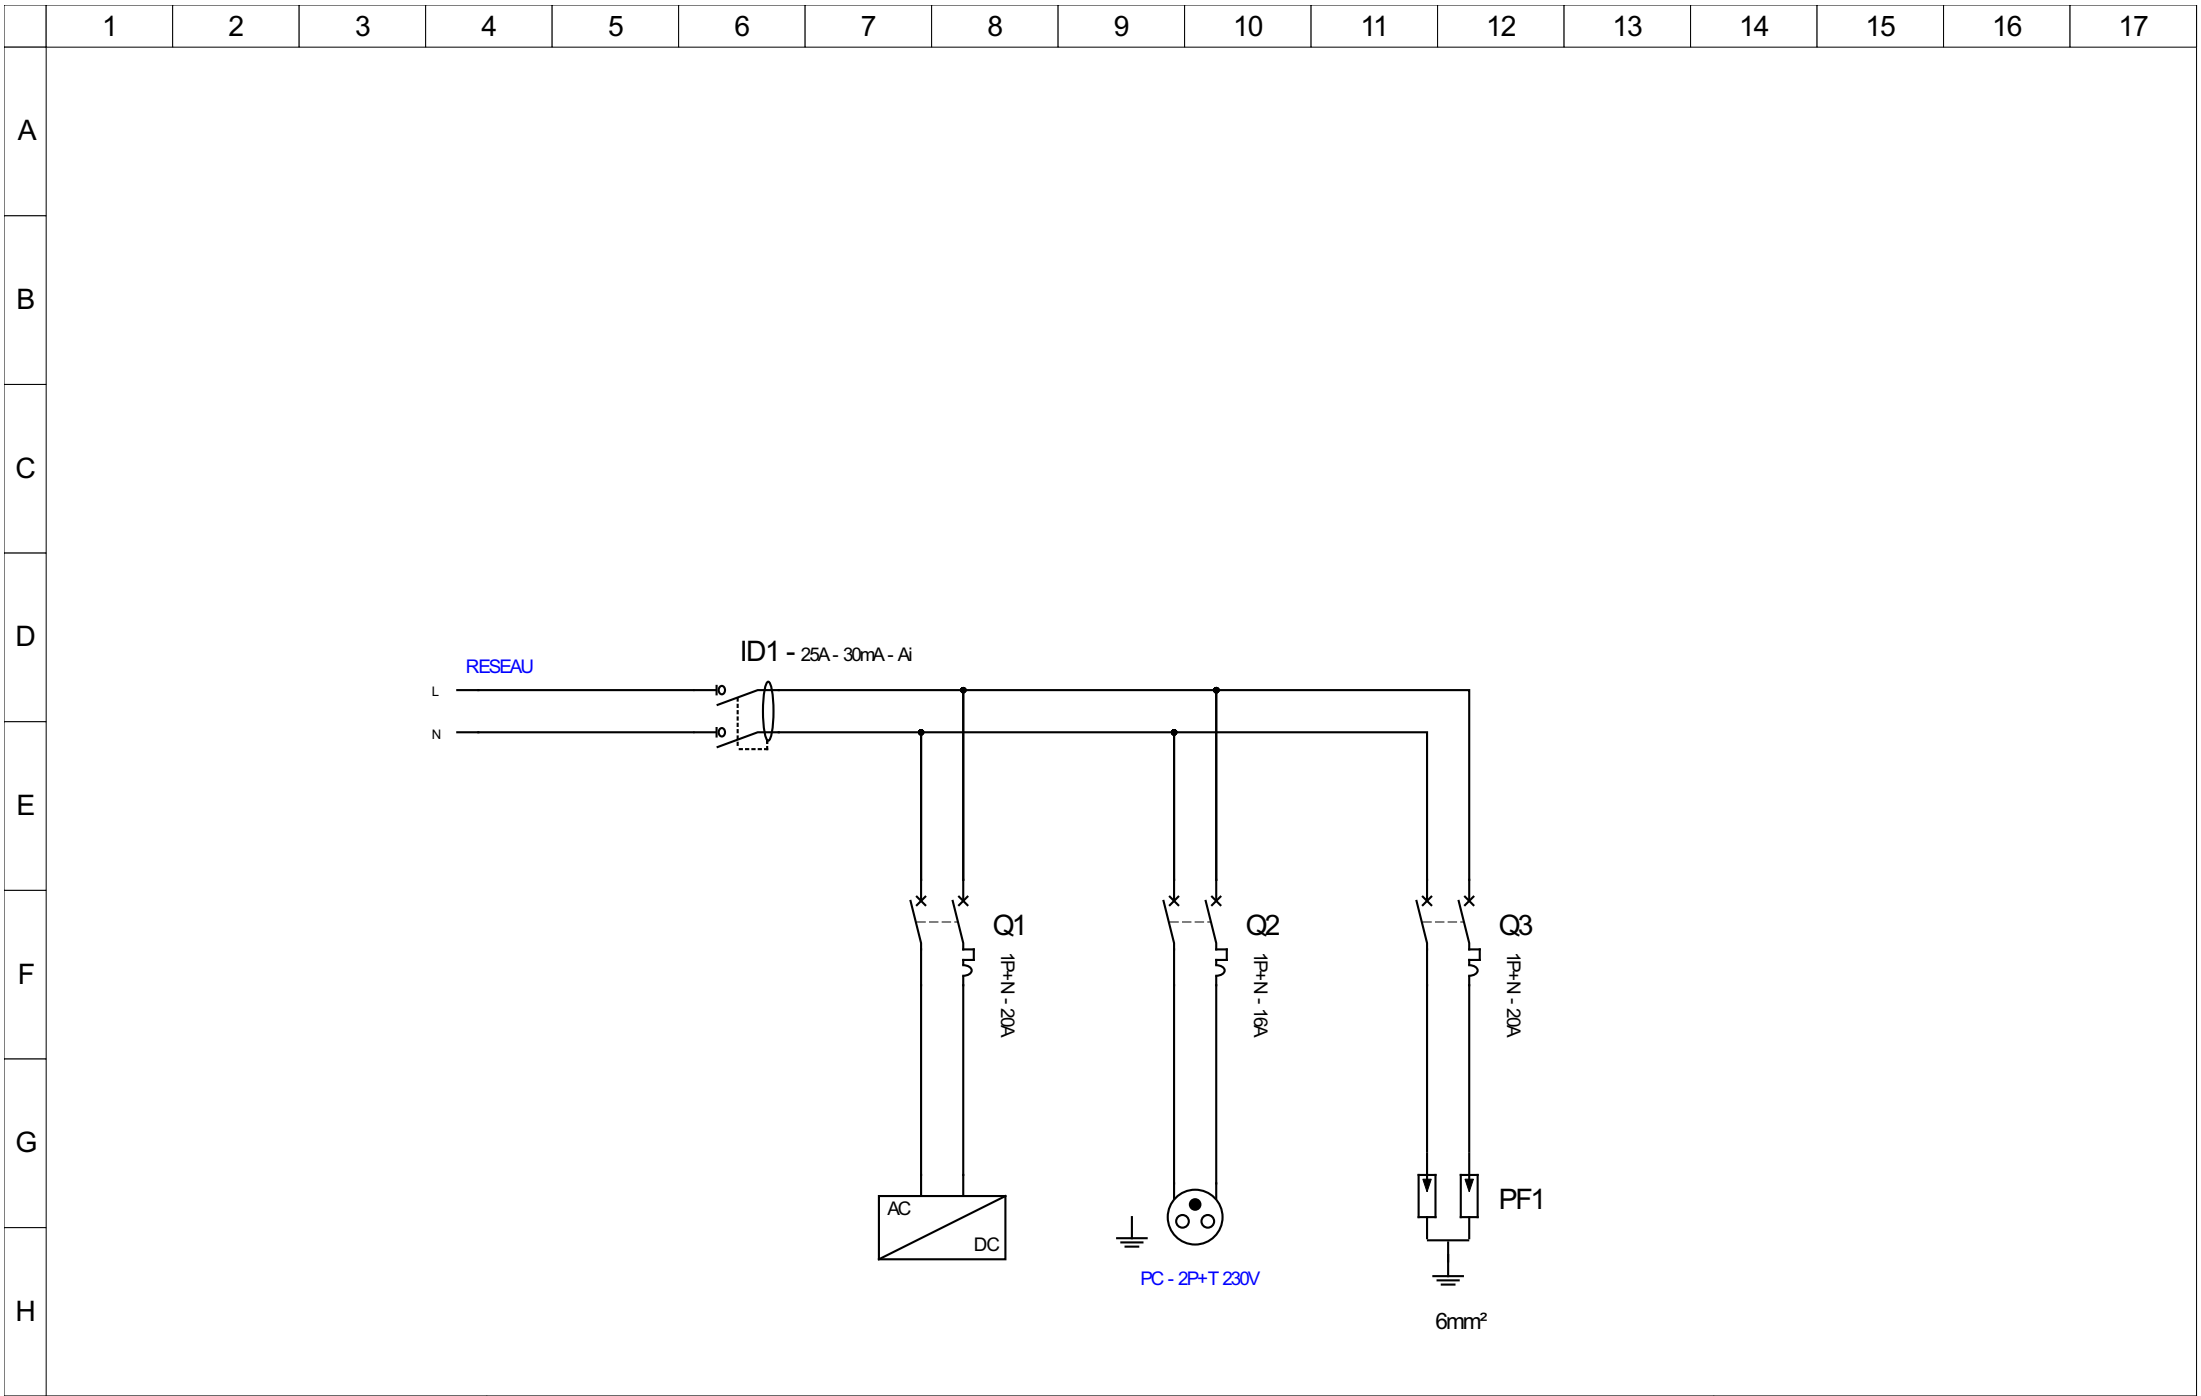 1 2 3 4 5 6 7 8 9 10 11 12 13 14 15 16 17
A
B
C
D
ID1 - 25A - 30mA - Ai
RESEAU
L
N
E
F
Q1
1P+N - 20A
Q2
1P+N - 16A
Q3
1P+N - 20A
G
AC
DC
PF1
PC - 2P+T 230V
H
6mm²